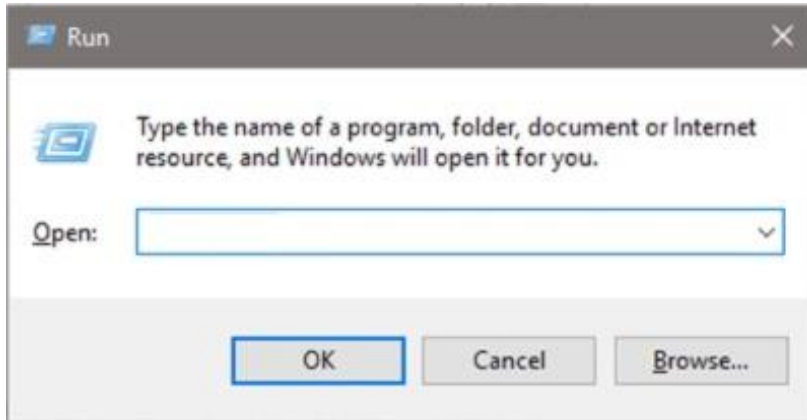 Run
Type the name of a program, folder, document or Internet
resource, and Windows will open it for you.
Open:
OK Cancel Browse...